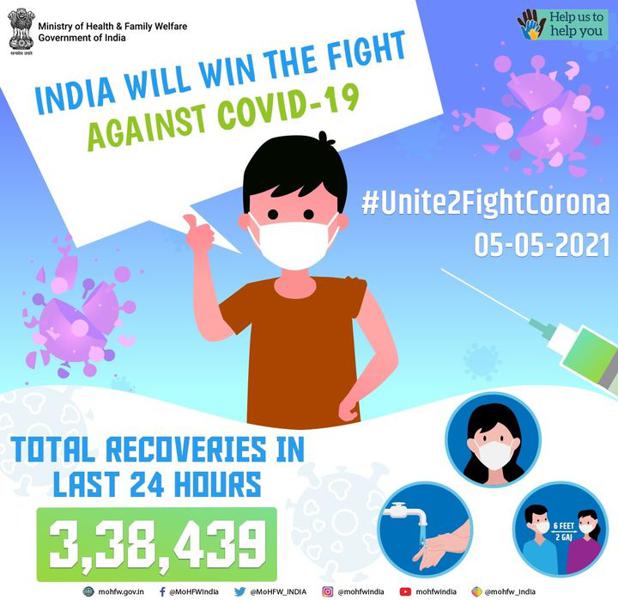 Ministry of Health & Family Welfare
Government of India
Help us to
help you
INDIA WILL WIN THE FIGHT
AGAINST COVID-19
#Unite2FightCorona
05-05-2021
TOTAL RECOVERIES IN
LAST 24 HOURS
3,38,439
6 FEET
2 GAJ
mohfw.gov.in @MoHFWIndia @MoHFW_INDIA @mohfwindia mohfwindia @mohfw_India